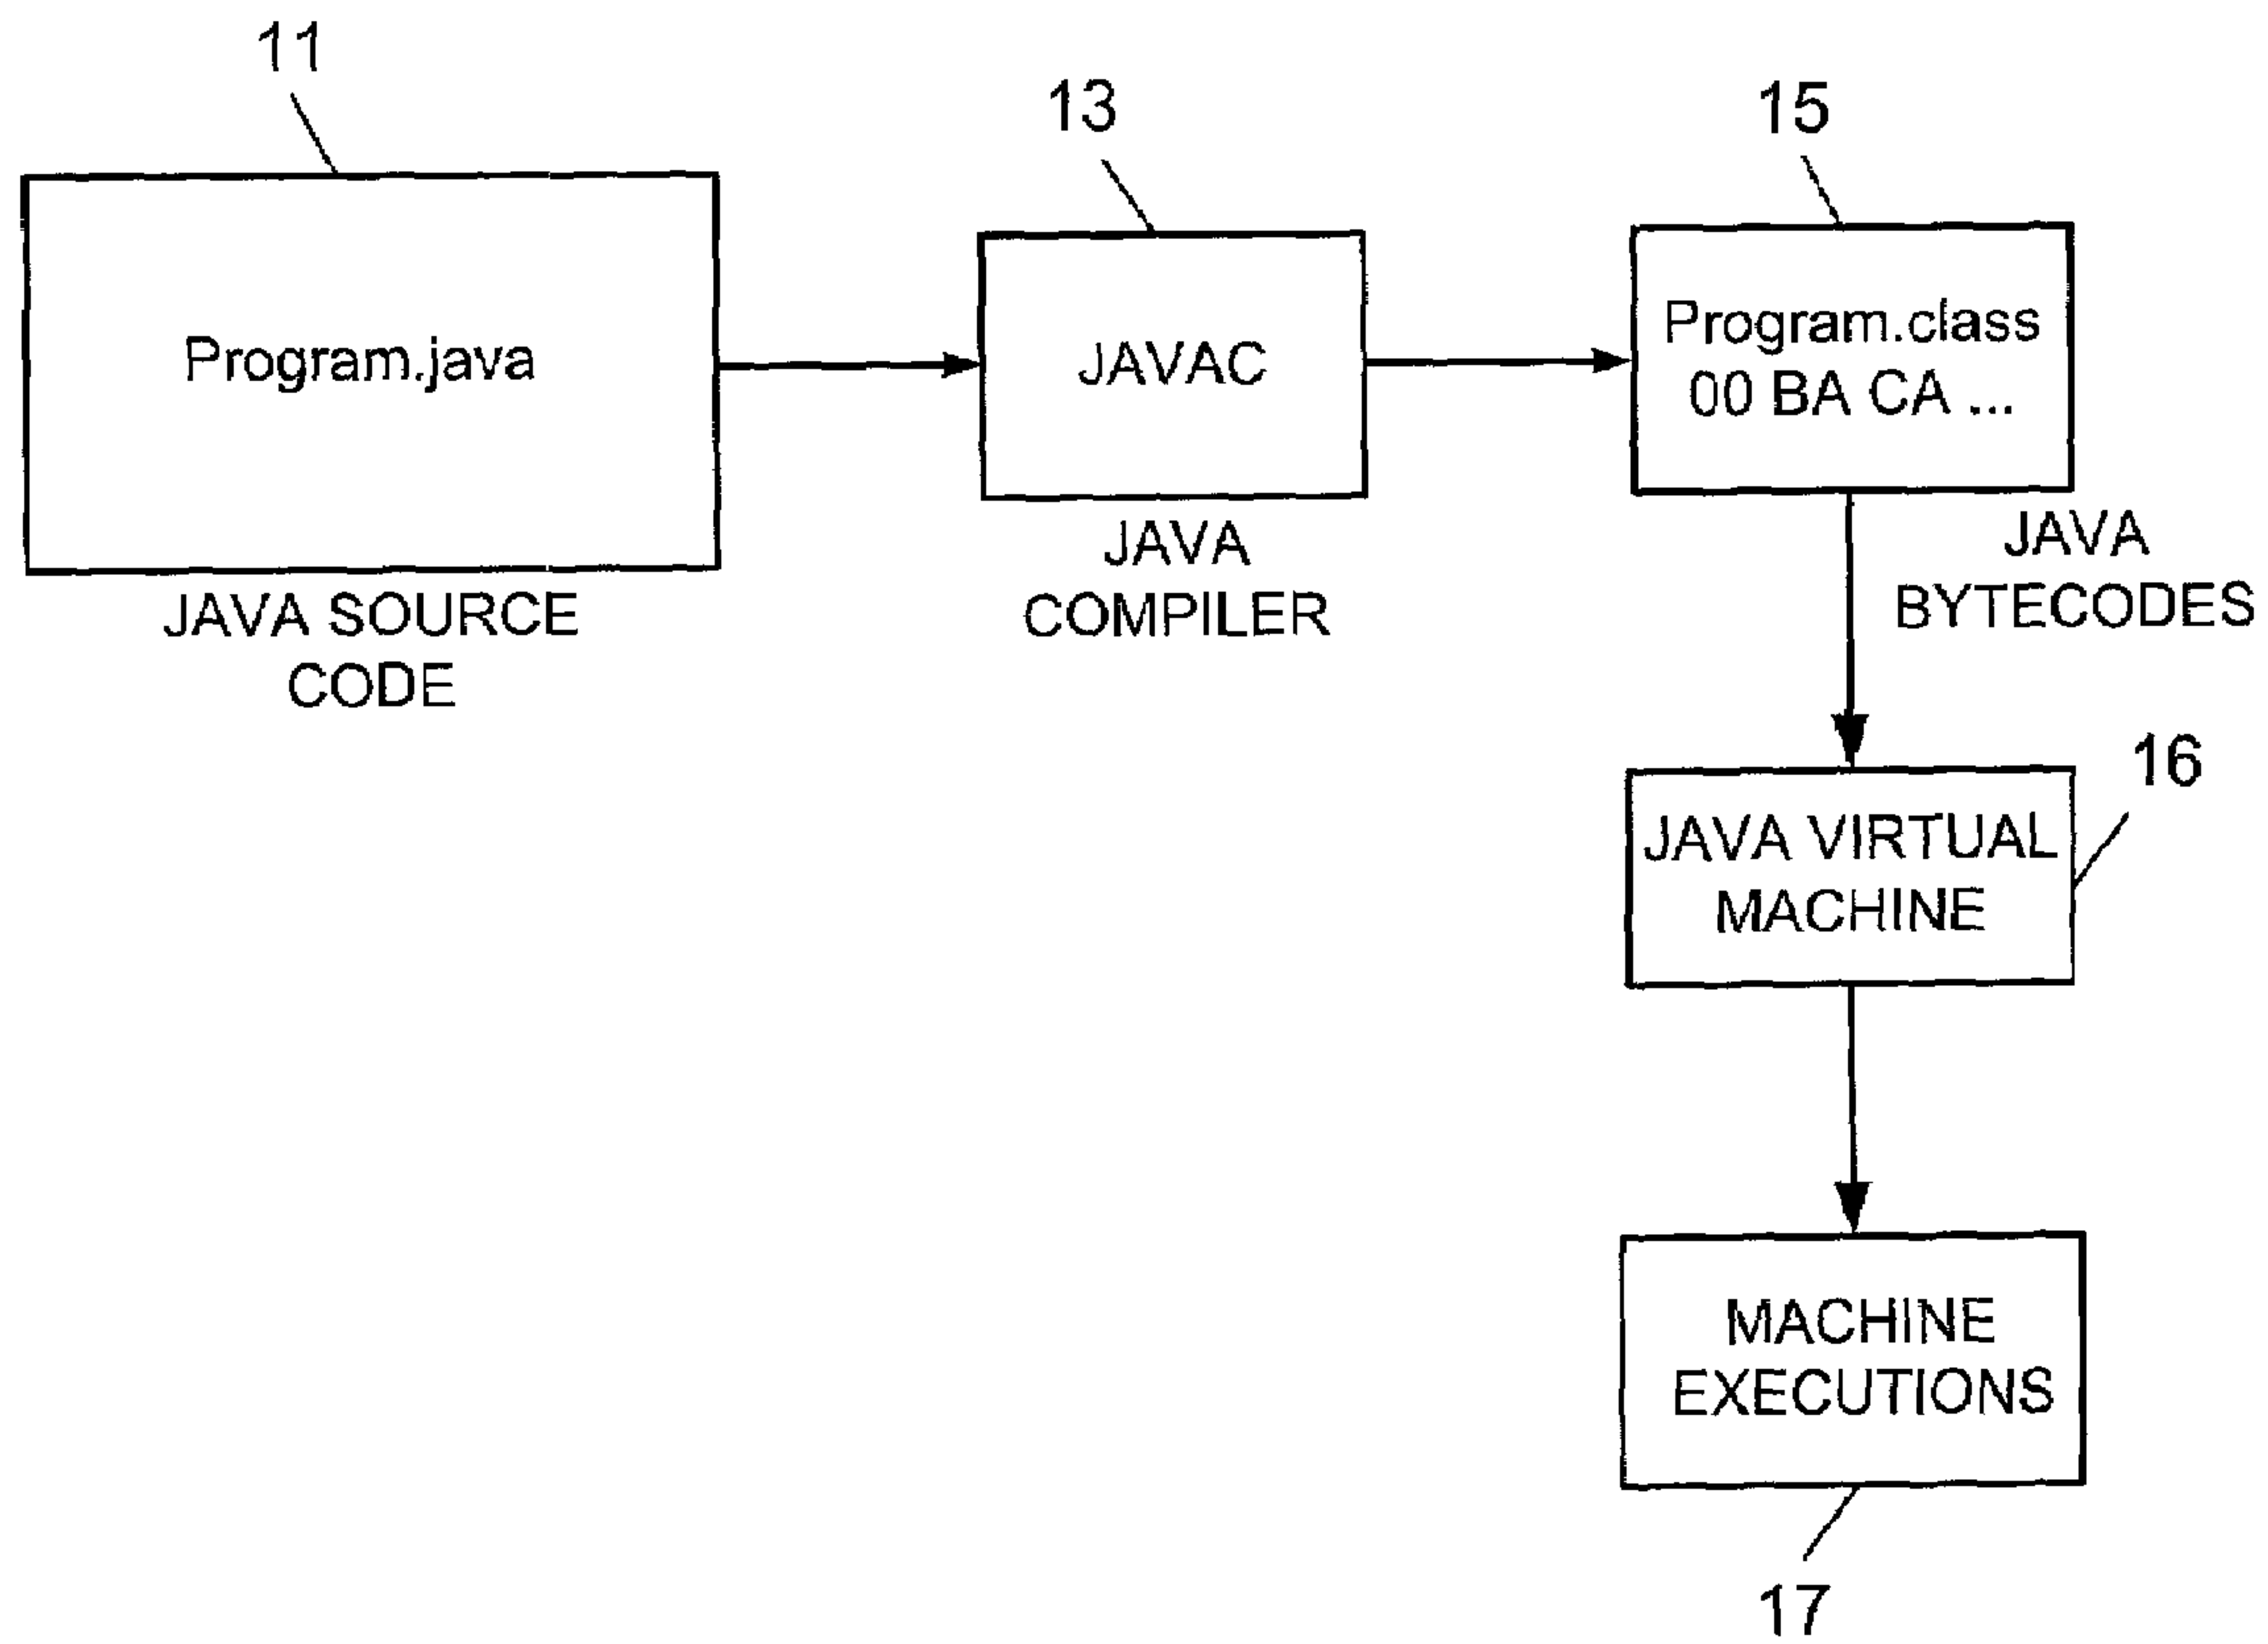 11
13
15
Program.java
JAVAC
Program.class
00 BA CA ...
JAVA SOURCE
CODE
JAVA
COMPILER
JAVA
BYTECODES
16
JAVA VIRTUAL
MACHINE
MACHINE
EXECUTIONS
17